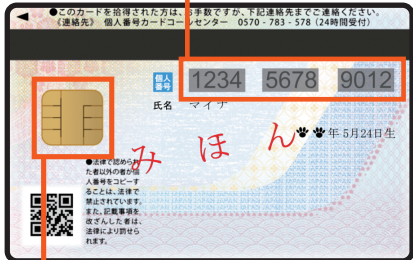 ●このカードを拾得された方は、お手数ですが、下記連絡先までご連絡ください。
《連絡先》 個人番号カードコールセンター 0570-783-578(24時間受付)
個人番号 1234 5678 9012
氏名 マイナ
年5月24日生
みほん
●法律で認められ
た者以外の者が個
人番号をコピーす
ることは、法律で
禁止されています。
また、記載事項を
改ざんした者は、
法律により罰せら
れます。